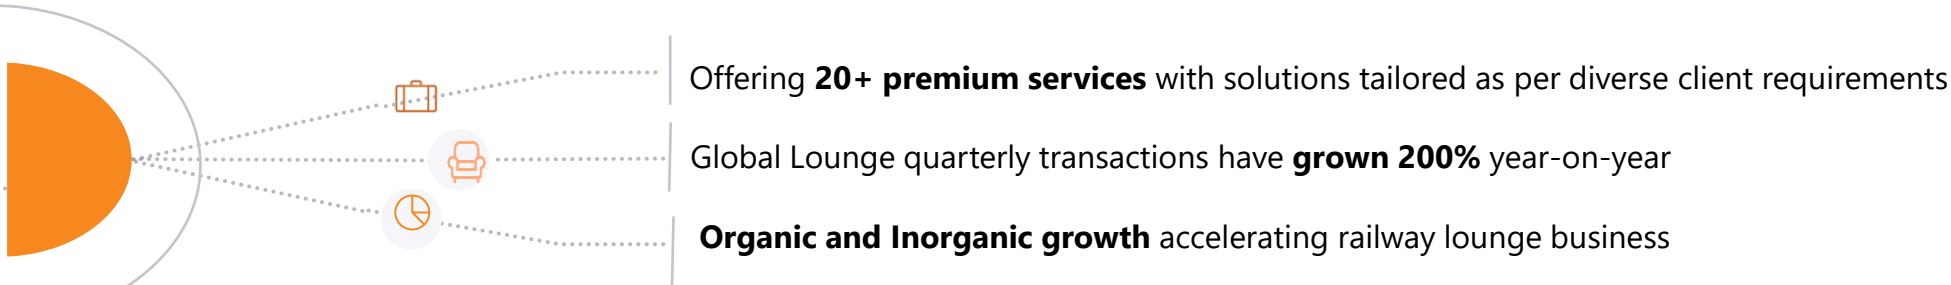 Offering 20+ premium services with solutions tailored as per diverse client requirements
Global Lounge quarterly transactions have grown 200% year-on-year
Organic and Inorganic growth accelerating railway lounge business